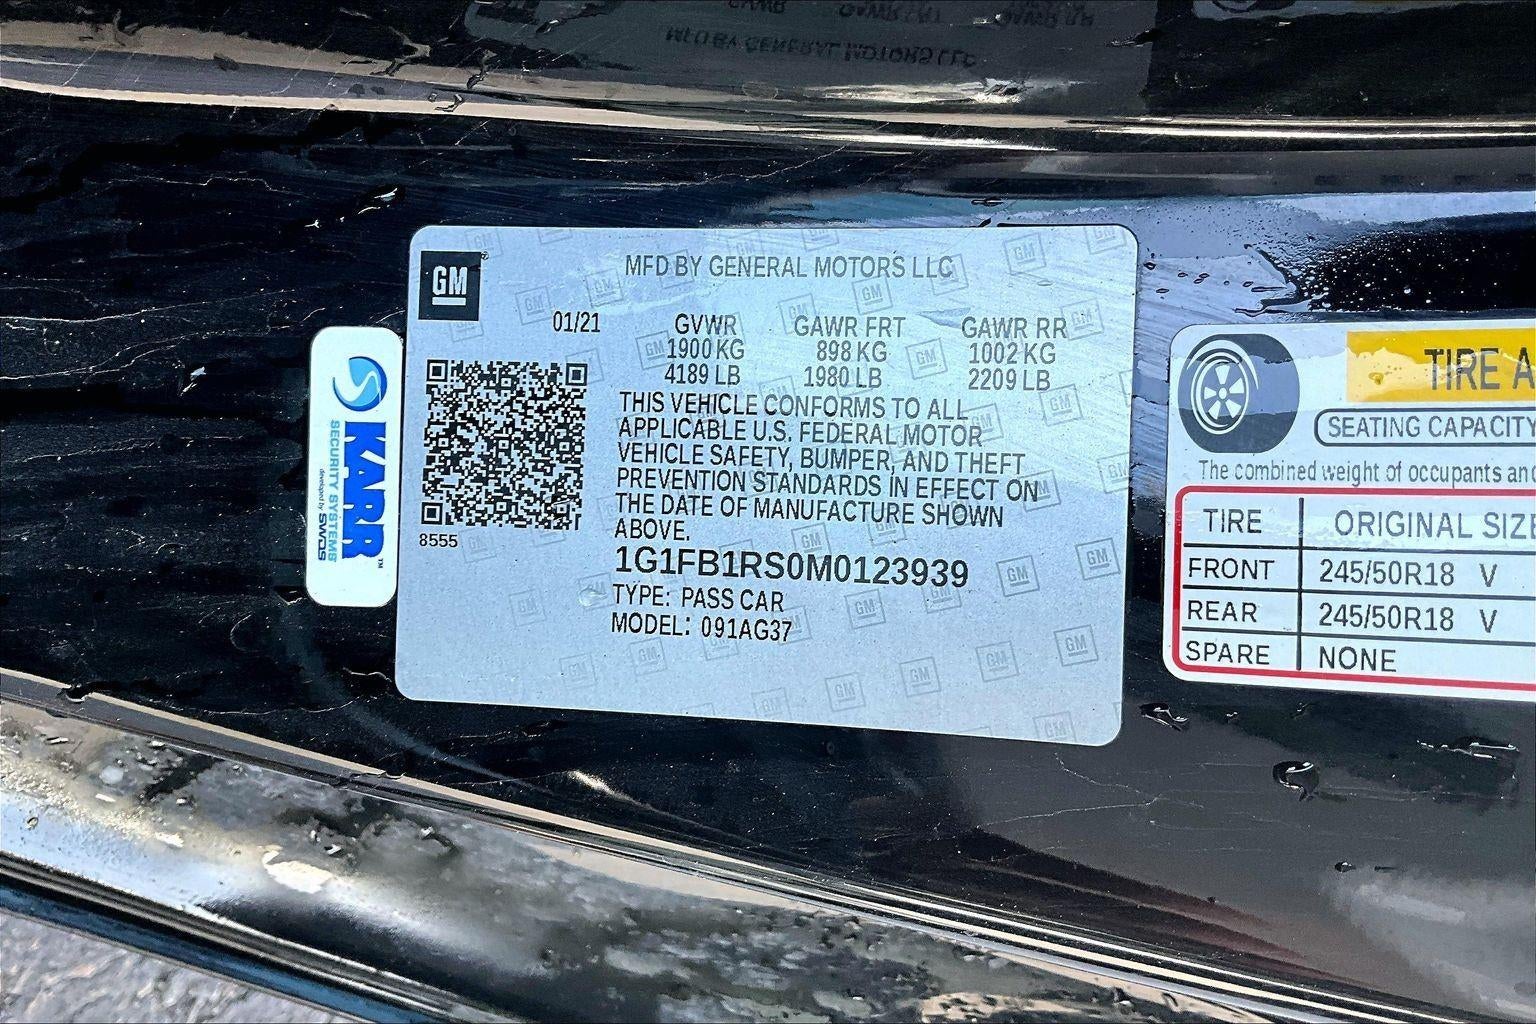 GM
MFD BY GENERAL MOTORS LLC
01/21
GVWR GAWR FRT GAWR RR
1900 KG 898 KG 1002 KG
4189 LB 1980 LB 2209 LB
THIS VEHICLE CONFORMS TO ALL
APPLICABLE U.S. FEDERAL MOTOR
VEHICLE SAFETY, BUMPER, AND THEFT
PREVENTION STANDARDS IN EFFECT ON
THE DATE OF MANUFACTURE SHOWN
ABOVE.
8555
1G1FB1RS0M0123939
TYPE: PASS CAR
MODEL: 091AG37
KARR™
SECURITY SYSTEMS
developed by SWDS
TIRE A
SEATING CAPACITY
The combined weight of occupants and
TIRE ORIGINAL SIZE
FRONT 245/50R18 V
REAR 245/50R18 V
SPARE NONE